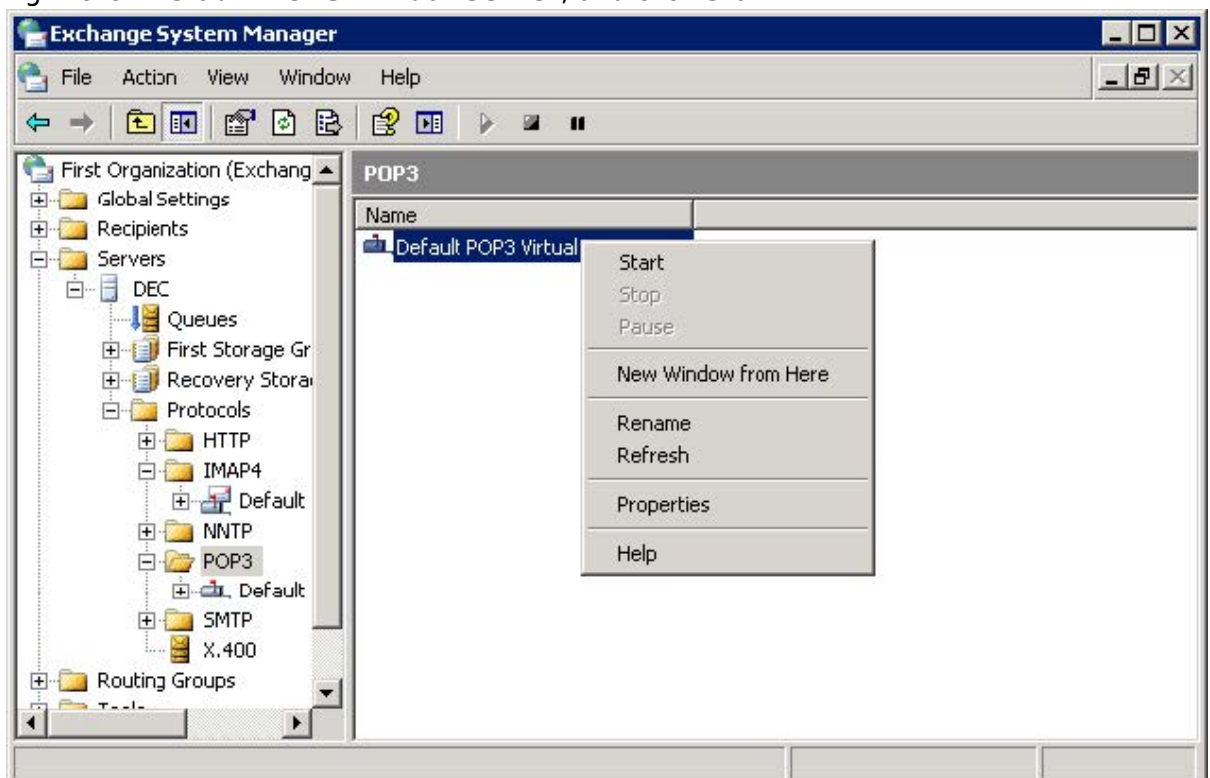 Exchange System Manager
File Action View Window Help
First Organization (Exchang
Global Settings
Recipients
Servers
DEC
Queues
First Storage Gr
Recovery Stora
Protocols
HTTP
IMAP4
Default
NNTP
POP3
Default
SMTP
X.400
Routing Groups
POP3
Name
Default POP3 Virtual
Start
Stop
Pause
New Window from Here
Rename
Refresh
Properties
Help